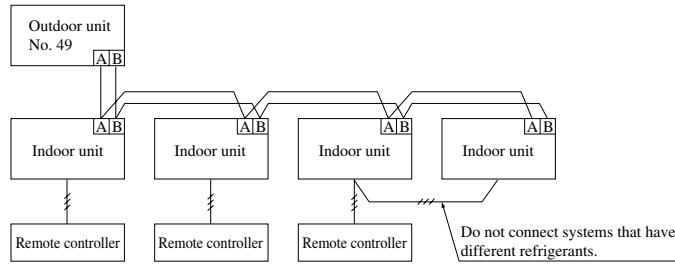 Outdoor unit
No. 49
A B
A B
A B
A B
A B
Indoor unit
Indoor unit
Indoor unit
Indoor unit
Remote controller
Remote controller
Remote controller
Do not connect systems that have
different refrigerants.